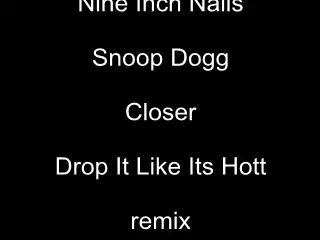 Nine Inch Nails
Snoop Dogg
Closer
Drop It Like Its Hott
remix